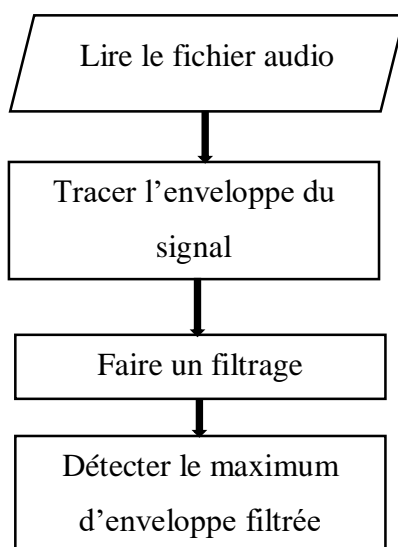 Lire le fichier audio
Tracer l’enveloppe du
signal
Faire un filtrage
Détecter le maximum
d’enveloppe filtrée